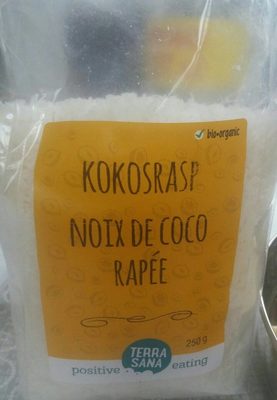 bio+organic
KOKOSRASP
NOIX DE COCO
RAPÉE
250 g
TERRA
SANA
positive eating